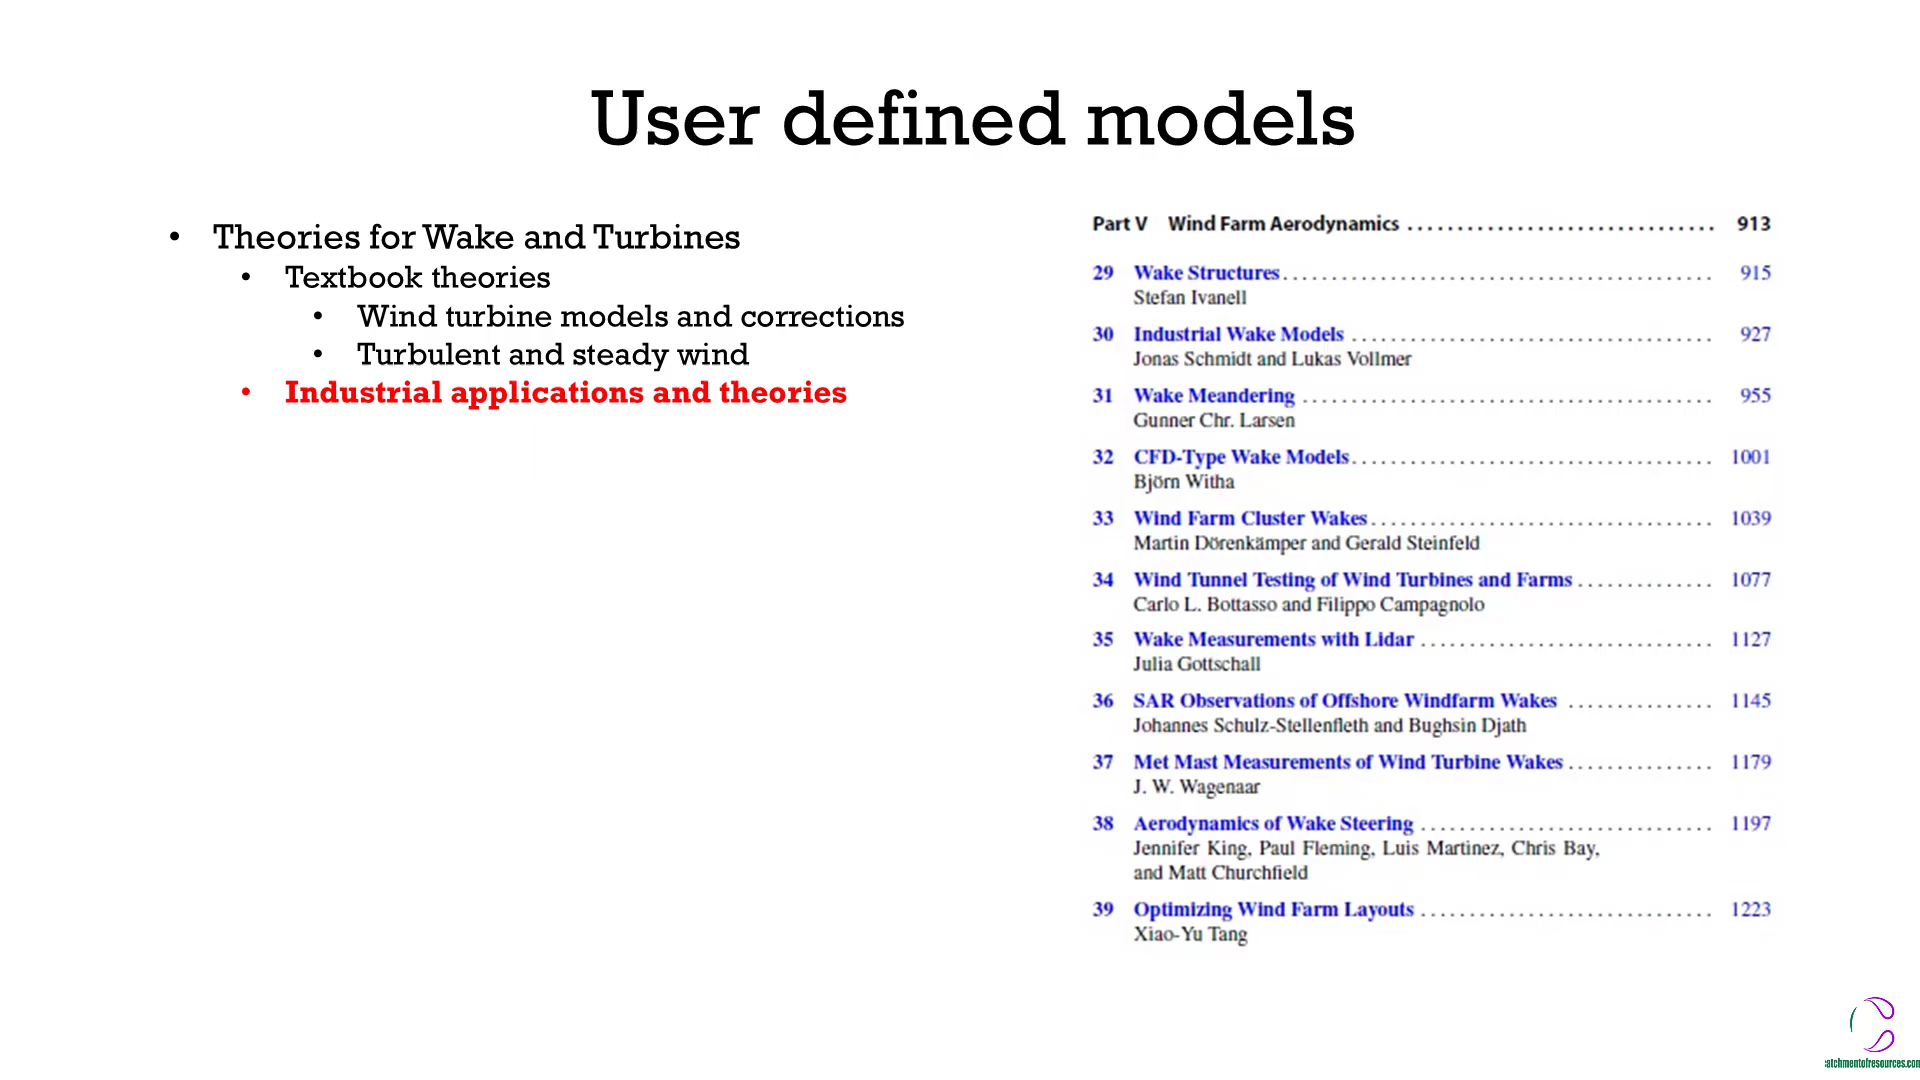 User defined models
• Theories for Wake and Turbines
• Textbook theories
• Wind turbine models and corrections
• Turbulent and steady wind
• Industrial applications and theories
Part V Wind Farm Aerodynamics .............................. 913
29 Wake Structures........................................... 915
Stefan Ivanell
30 Industrial Wake Models .................................... 927
Jonas Schmidt and Lukas Vollmer
31 Wake Meandering ......................................... 955
Gunner Chr. Larsen
32 CFD-Type Wake Models.................................... 1001
Björn Witha
33 Wind Farm Cluster Wakes.................................. 1039
Martin Dörenkämper and Gerald Steinfeld
34 Wind Tunnel Testing of Wind Turbines and Farms .............. 1077
Carlo L. Bottasso and Filippo Campagnolo
35 Wake Measurements with Lidar ............................. 1127
Julia Gottschall
36 SAR Observations of Offshore Windfarm Wakes ............... 1145
Johannes Schulz-Stellenfleth and Bughsin Djath
37 Met Mast Measurements of Wind Turbine Wakes ............... 1179
J. W. Wagenaar
38 Aerodynamics of Wake Steering ............................. 1197
Jennifer King, Paul Fleming, Luis Martinez, Chris Bay,
and Matt Churchfield
39 Optimizing Wind Farm Layouts ............................. 1223
Xiao-Yu Tang
atchmentofresources.com